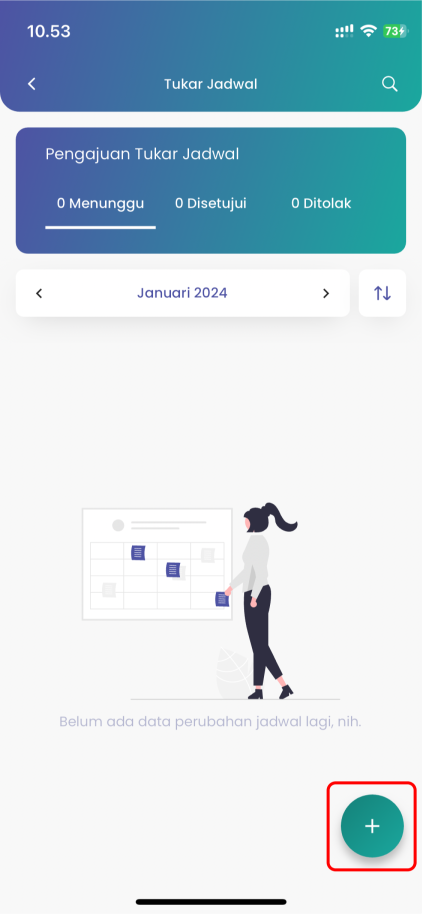 10.53
73
Tukar Jadwal
Pengajuan Tukar Jadwal
0 Menunggu 0 Disetujui 0 Ditolak
Januari 2024
Belum ada data perubahan jadwal lagi, nih.
+